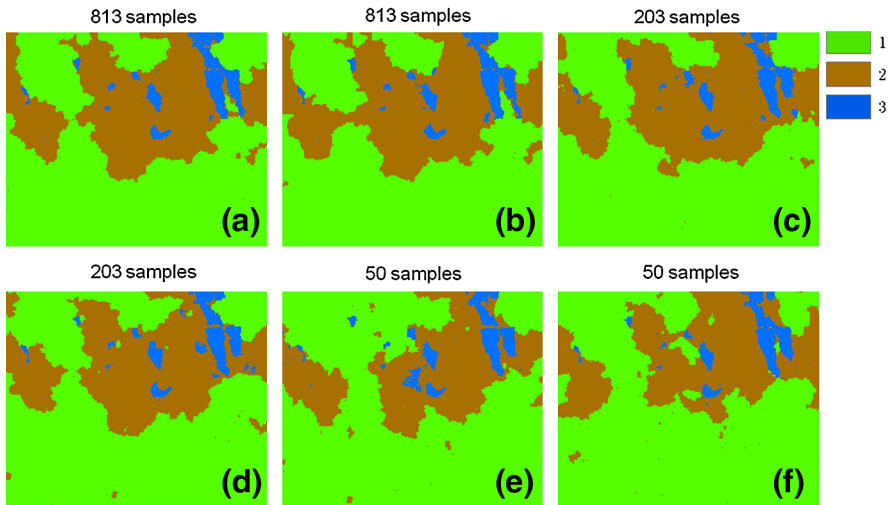 813 samples
813 samples
203 samples
1
2
3
(a)
(b)
(c)
203 samples
50 samples
50 samples
(d)
(e)
(f)